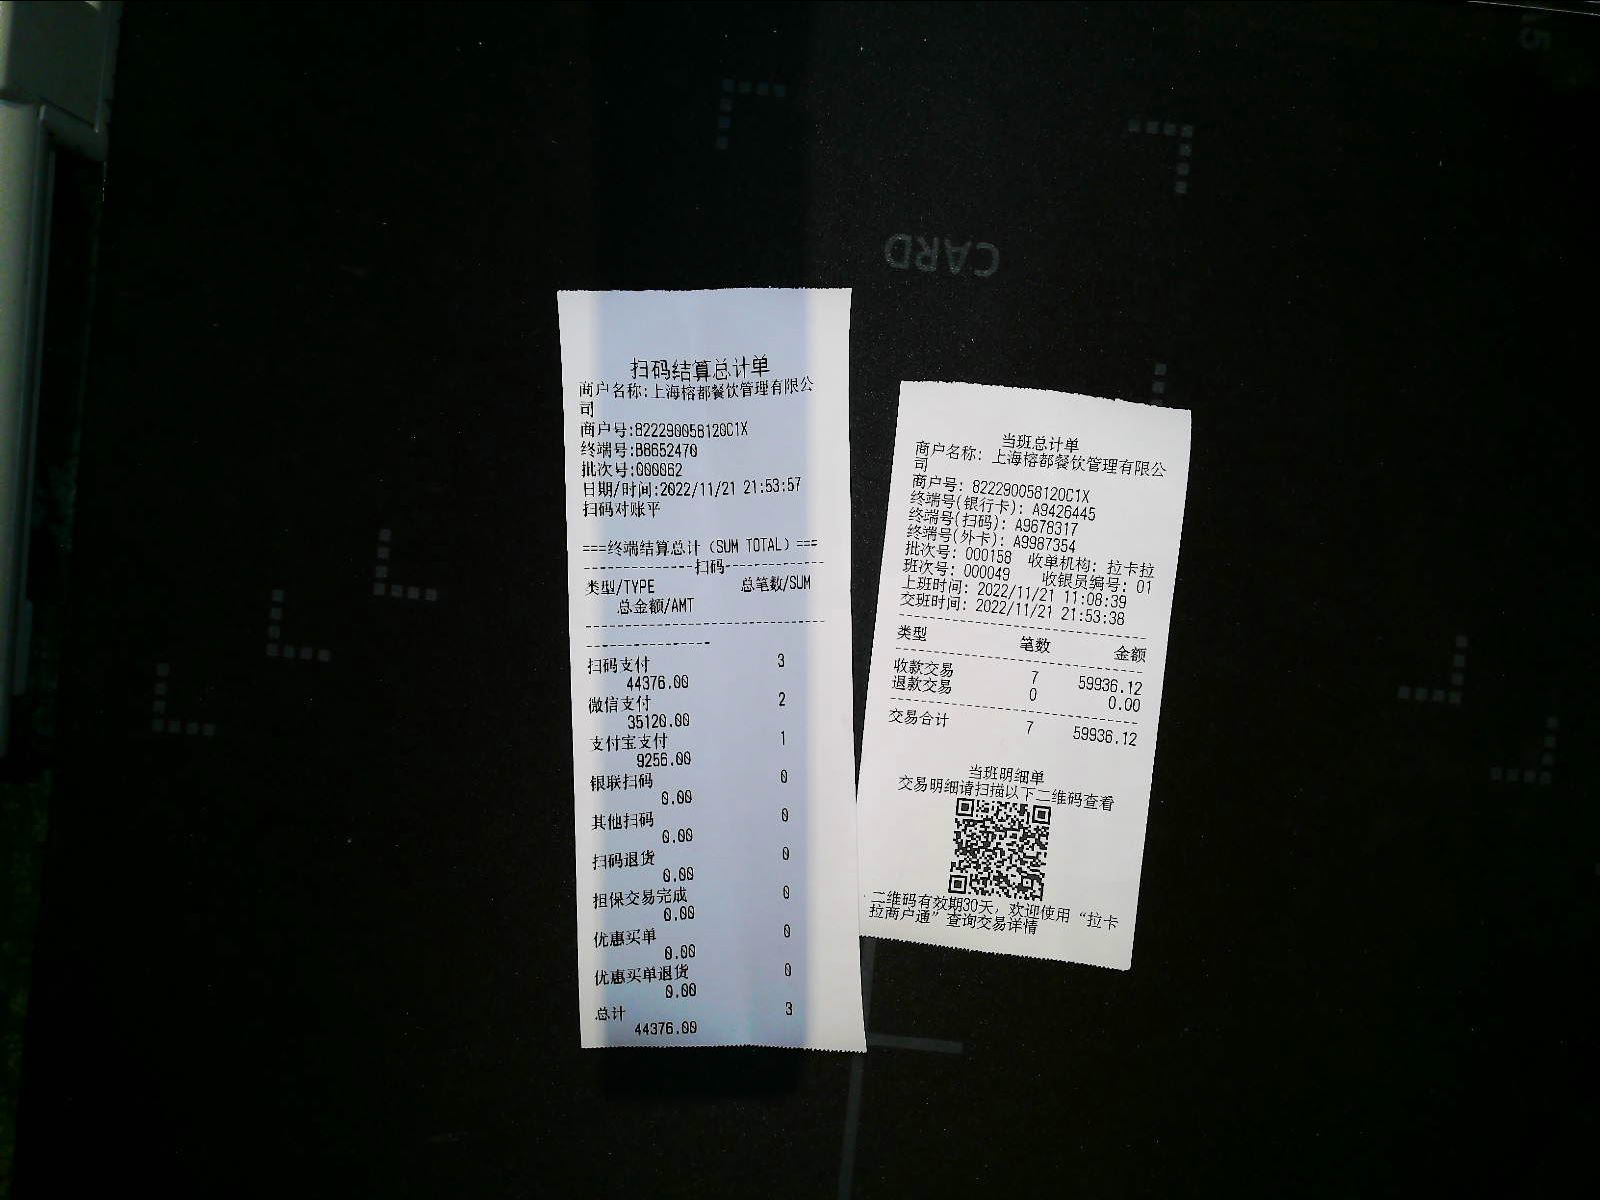 CARD
扫码结算总计单
商户名称:上海榕都餐饮管理有限公
司
商户号:822290058120C1X
终端号:B8652470
批次号:000062
日期/时间:2022/11/21 21:53:57
扫码对账平
===终端结算总计(SUM TOTAL)===
---------------扫码---------------
类型/TYPE 总笔数/SUM
总金额/AMT
扫码支付 3
44376.00
微信支付 2
35120.00
支付宝支付 1
9256.00
银联扫码 0
0.00
其他扫码 0
0.00
扫码退货 0
0.00
担保交易完成 0
0.00
优惠买单 0
0.00
优惠买单退货 0
0.00
总计 3
44376.00
当班总计单
商户名称: 上海榕都餐饮管理有限公
司
商户号: 822290058120C1X
终端号(银行卡): A9426445
终端号(扫码): A9678317
终端号(外卡): A9987354
批次号: 000158 收单机构: 拉卡拉
班次号: 000049 收银员编号: 01
上班时间: 2022/11/21 11:08:39
交班时间: 2022/11/21 21:53:38
类型 笔数 金额
收款交易 7 59936.12
退款交易 0 0.00
交易合计 7 59936.12
当班明细单
交易明细请扫描以下二维码查看
二维码有效期30天, 欢迎使用“拉卡
拉商户通”查询交易详情